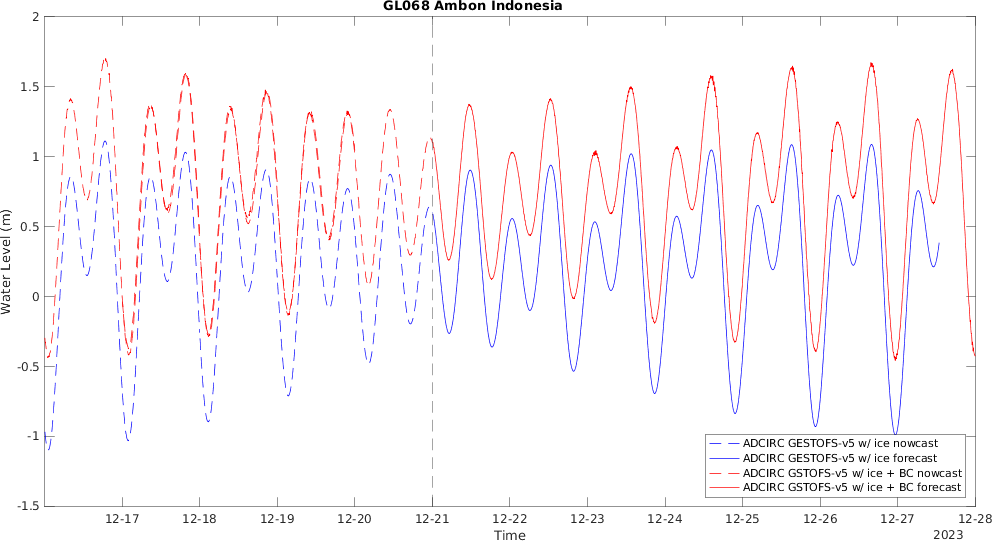 GL068 Ambon Indonesia
2
1.5
1
0.5
0
-0.5
-1
-1.5
Water Level (m)
12-17 12-18 12-19 12-20 12-21 12-22 12-23 12-24 12-25 12-26 12-27 12-28
Time
2023
ADCIRC GESTOFS-v5 w/ ice nowcast
ADCIRC GESTOFS-v5 w/ ice forecast
ADCIRC GSTOFS-v5 w/ ice + BC nowcast
ADCIRC GSTOFS-v5 w/ ice + BC forecast